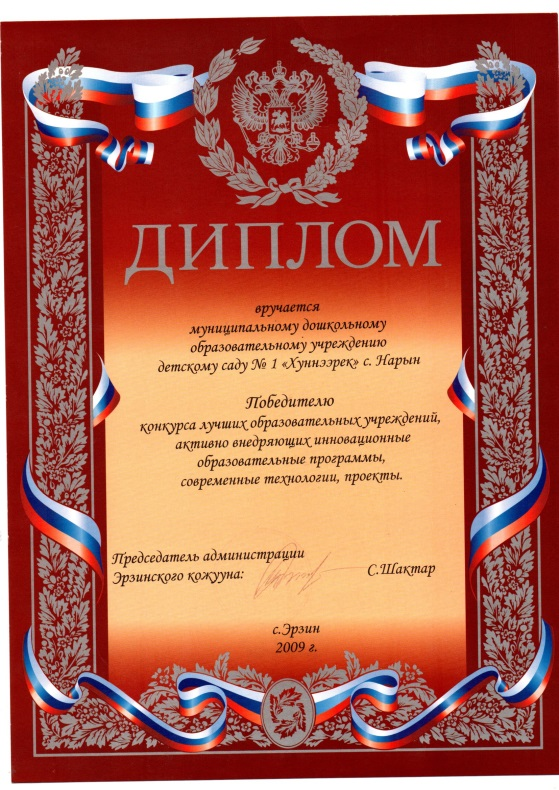 ДИПЛОМ
вручается
муниципальному дошкольному
образовательному учреждению
детскому саду № 1 «Хуннээрек» с. Нарын
Победителю
конкурса лучших образовательных учреждений,
активно внедряющих инновационные
образовательные программы,
современные технологии, проекты.
Председатель администрации
Эрзинского кожууна: С.Шактар
с.Эрзин
2009 г.